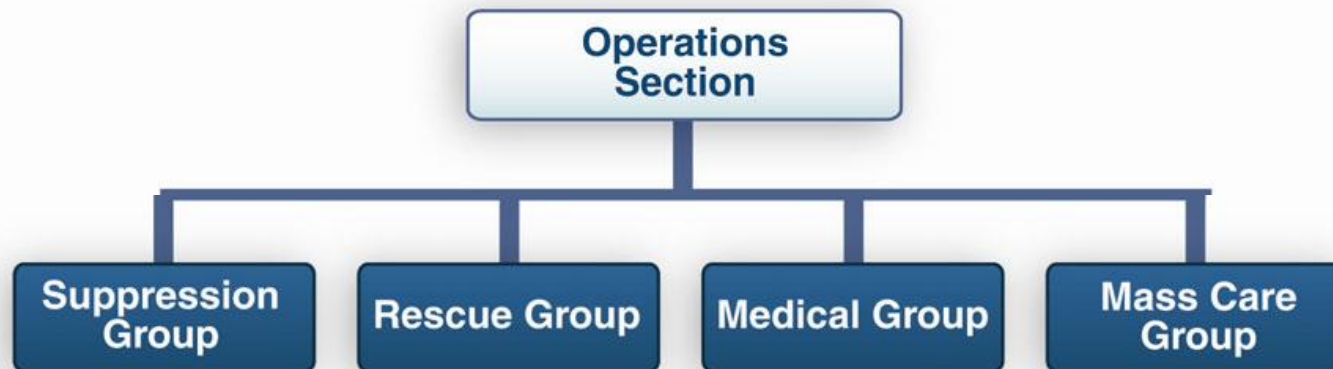 Operations
Section
Suppression
Group
Rescue Group
Medical Group
Mass Care
Group